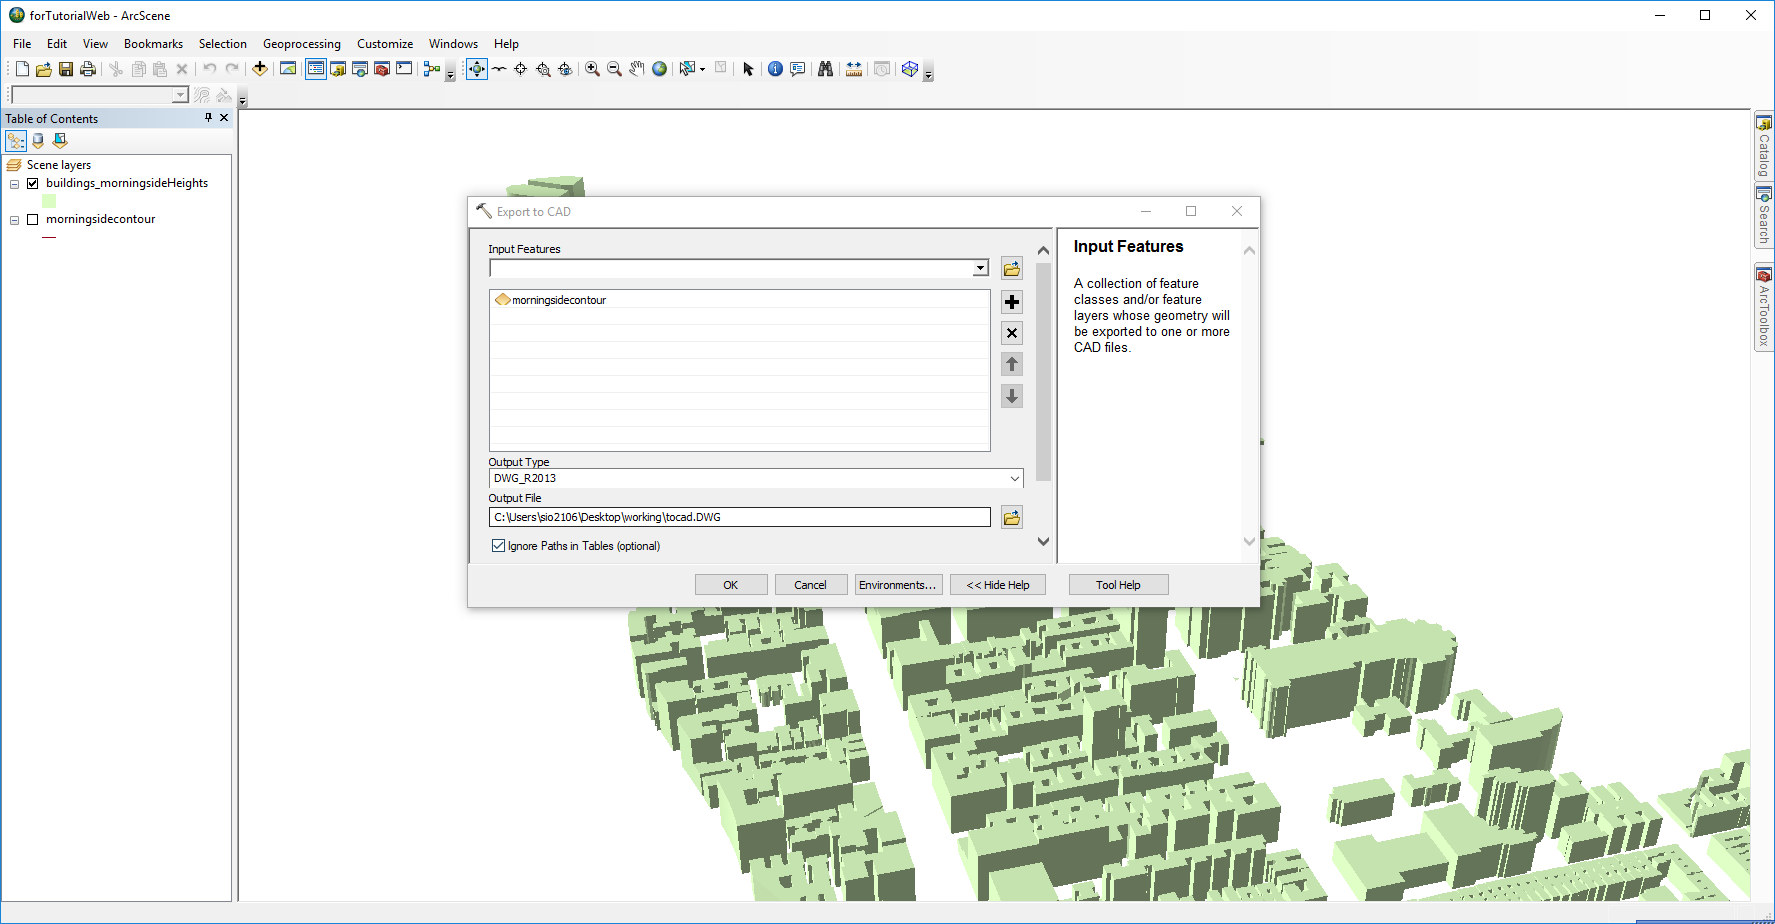 forTutorialWeb - ArcScene
File Edit View Bookmarks Selection Geoprocessing Customize Windows Help
Table of Contents
Scene layers
buildings_morningsideHeights
morningsidecontour
Export to CAD
Input Features
morningsidecontour
Output Type
DWG_R2013
Output File
C:\Users\sio2106\Desktop\working\tocad.DWG
Ignore Paths in Tables (optional)
OK Cancel Environments... << Hide Help Tool Help
Input Features
A collection of feature
classes and/or feature
layers whose geometry will
be exported to one or more
CAD files.
Catalog
Search
ArcToolbox